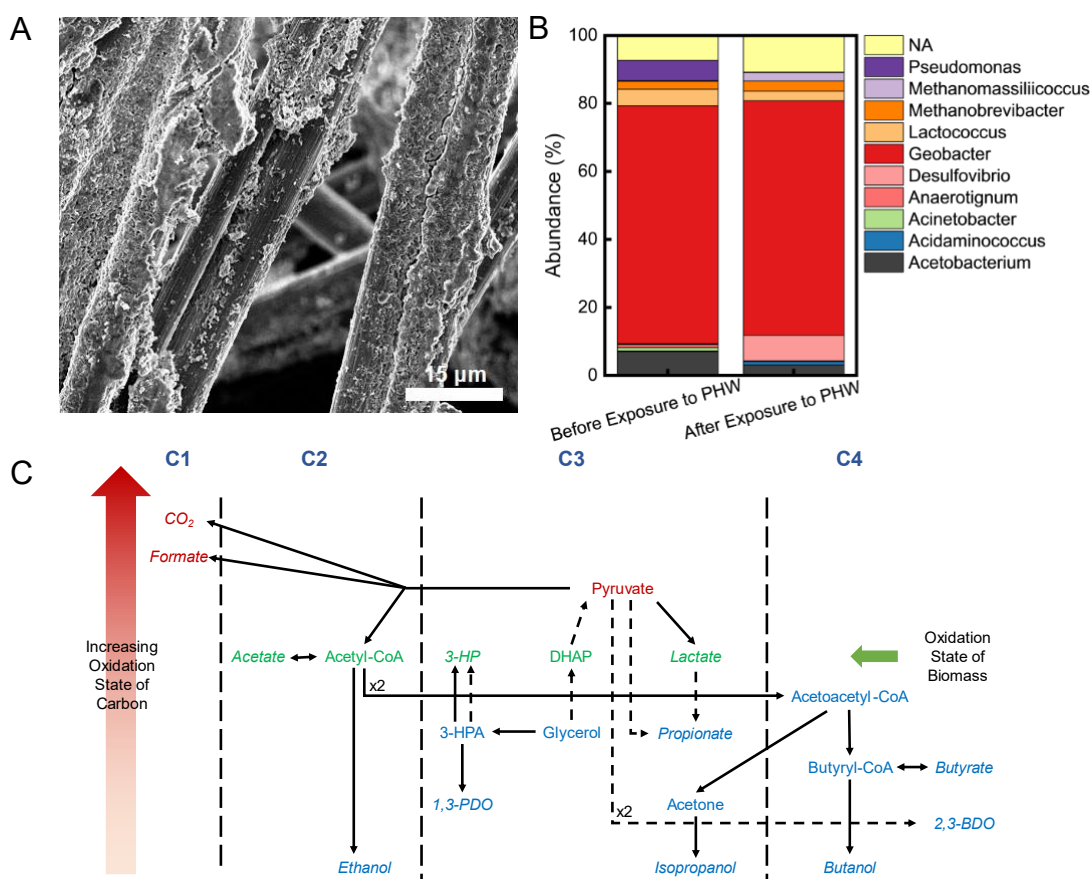 A
15 µm
B
Abundance (%)
100
80
60
40
20
0
Before Exposure to PHW
After Exposure to PHW
NA
Pseudomonas
Methanomassiliicoccus
Methanobrevibacter
Lactococcus
Geobacter
Desulfovibrio
Anaerotignum
Acinetobacter
Acidaminococcus
Acetobacterium
C
C1
C2
C3
C4
Increasing
Oxidation
State of
Carbon
CO₂
Formate
Pyruvate
Acetate
Acetyl-CoA
3-HP
DHAP
Lactate
Oxidation
State of
Biomass
x2
Acetoacetyl-CoA
3-HPA
Glycerol
Propionate
Butyryl-CoA
Butyrate
1,3-PDO
Acetone
x2
2,3-BDO
Ethanol
Isopropanol
Butanol